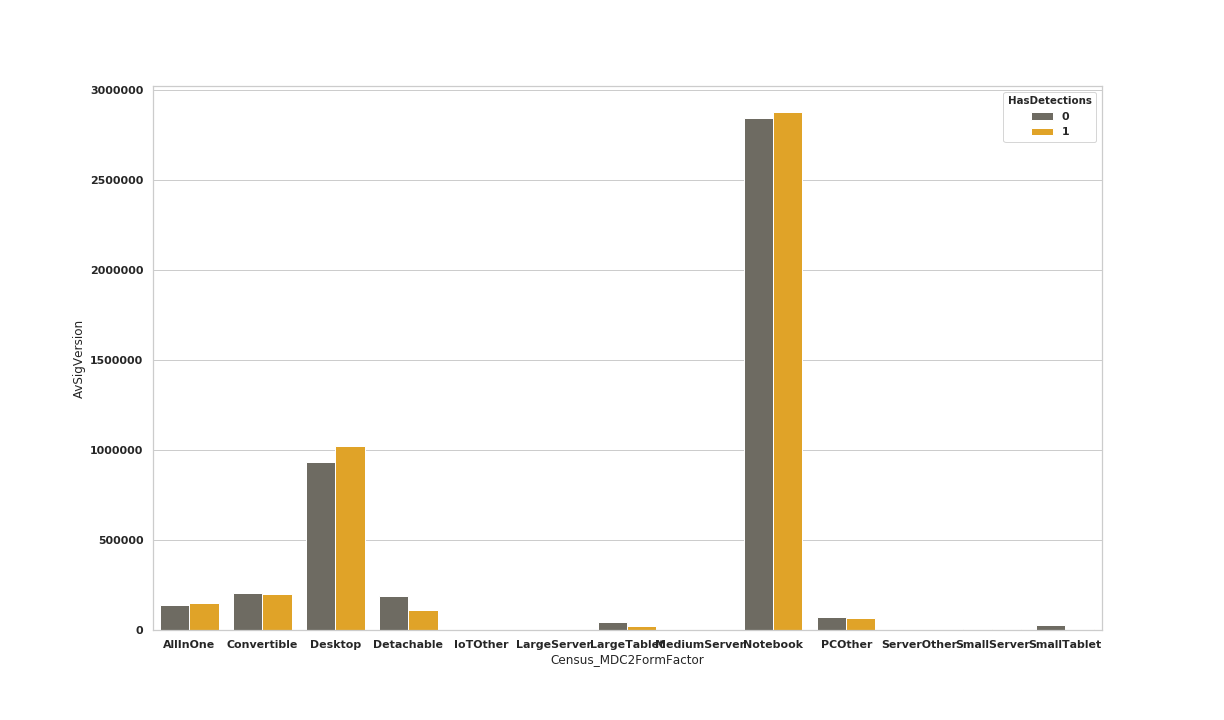 3000000
2500000
2000000
1500000
1000000
500000
0
AvSigVersion
HasDetections
0
1
AllInOne Convertible Desktop Detachable IoTOther LargeServer LargeTablet MediumServer Notebook PCOther ServerOther SmallServer SmallTablet
Census_MDC2FormFactor